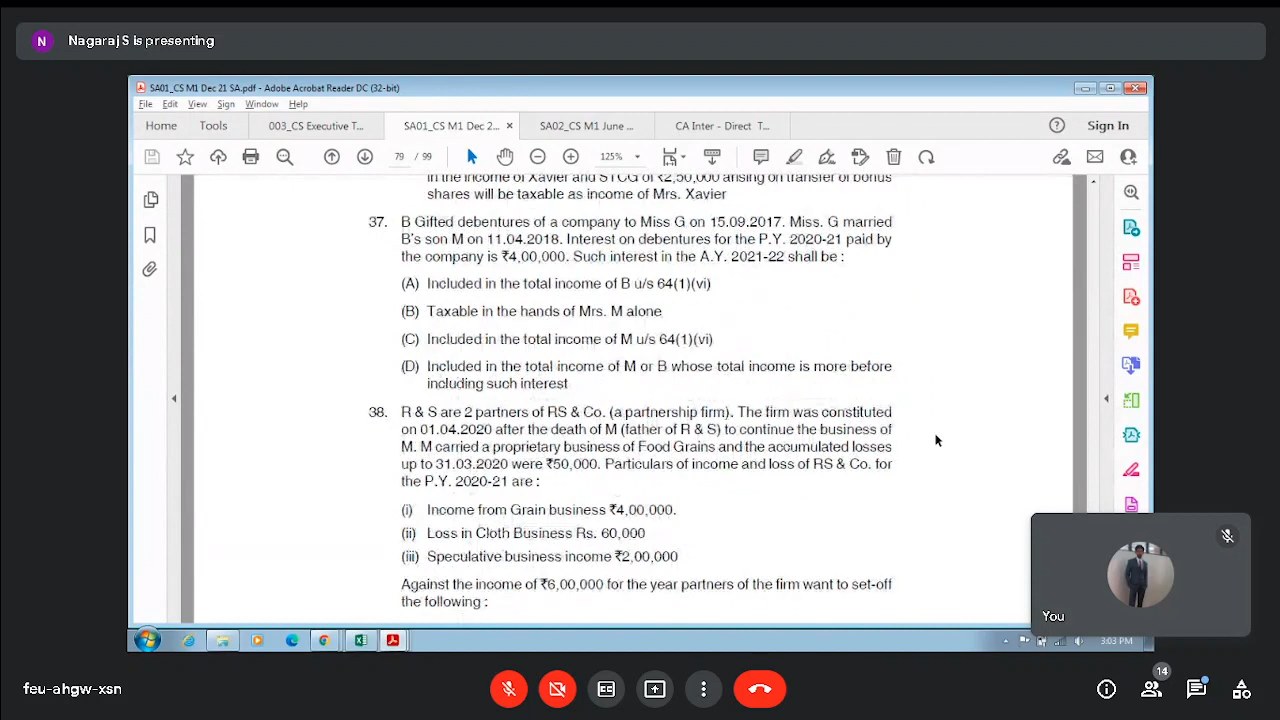 N Nagaraj S is presenting
SA01_CS M1 Dec 21 SA.pdf - Adobe Acrobat Reader DC (32-bit)
File Edit View Sign Window Help
Home Tools 003_CS Executive T... SA01_CS M1 Dec 2... × SA02_CS M1 June ... CA Inter - Direct T... Sign In
79 / 99 125%
in the income of Xavier and STCG of ₹2,50,000 arising on transfer of bonus
shares will be taxable as income of Mrs. Xavier
37. B Gifted debentures of a company to Miss G on 15.09.2017. Miss. G married
B's son M on 11.04.2018. Interest on debentures for the P.Y. 2020-21 paid by
the company is ₹4,00,000. Such interest in the A.Y. 2021-22 shall be :
(A) Included in the total income of B u/s 64(1)(vi)
(B) Taxable in the hands of Mrs. M alone
(C) Included in the total income of M u/s 64(1)(vi)
(D) Included in the total income of M or B whose total income is more before
including such interest
38. R & S are 2 partners of RS & Co. (a partnership firm). The firm was constituted
on 01.04.2020 after the death of M (father of R & S) to continue the business of
M. M carried a proprietary business of Food Grains and the accumulated losses
up to 31.03.2020 were ₹50,000. Particulars of income and loss of RS & Co. for
the P.Y. 2020-21 are :
(i) Income from Grain business ₹4,00,000.
(ii) Loss in Cloth Business Rs. 60,000
(iii) Speculative business income ₹2,00,000
Against the income of ₹6,00,000 for the year partners of the firm want to set-off
the following :
You
3:03 PM
feu-ahgw-xsn
14